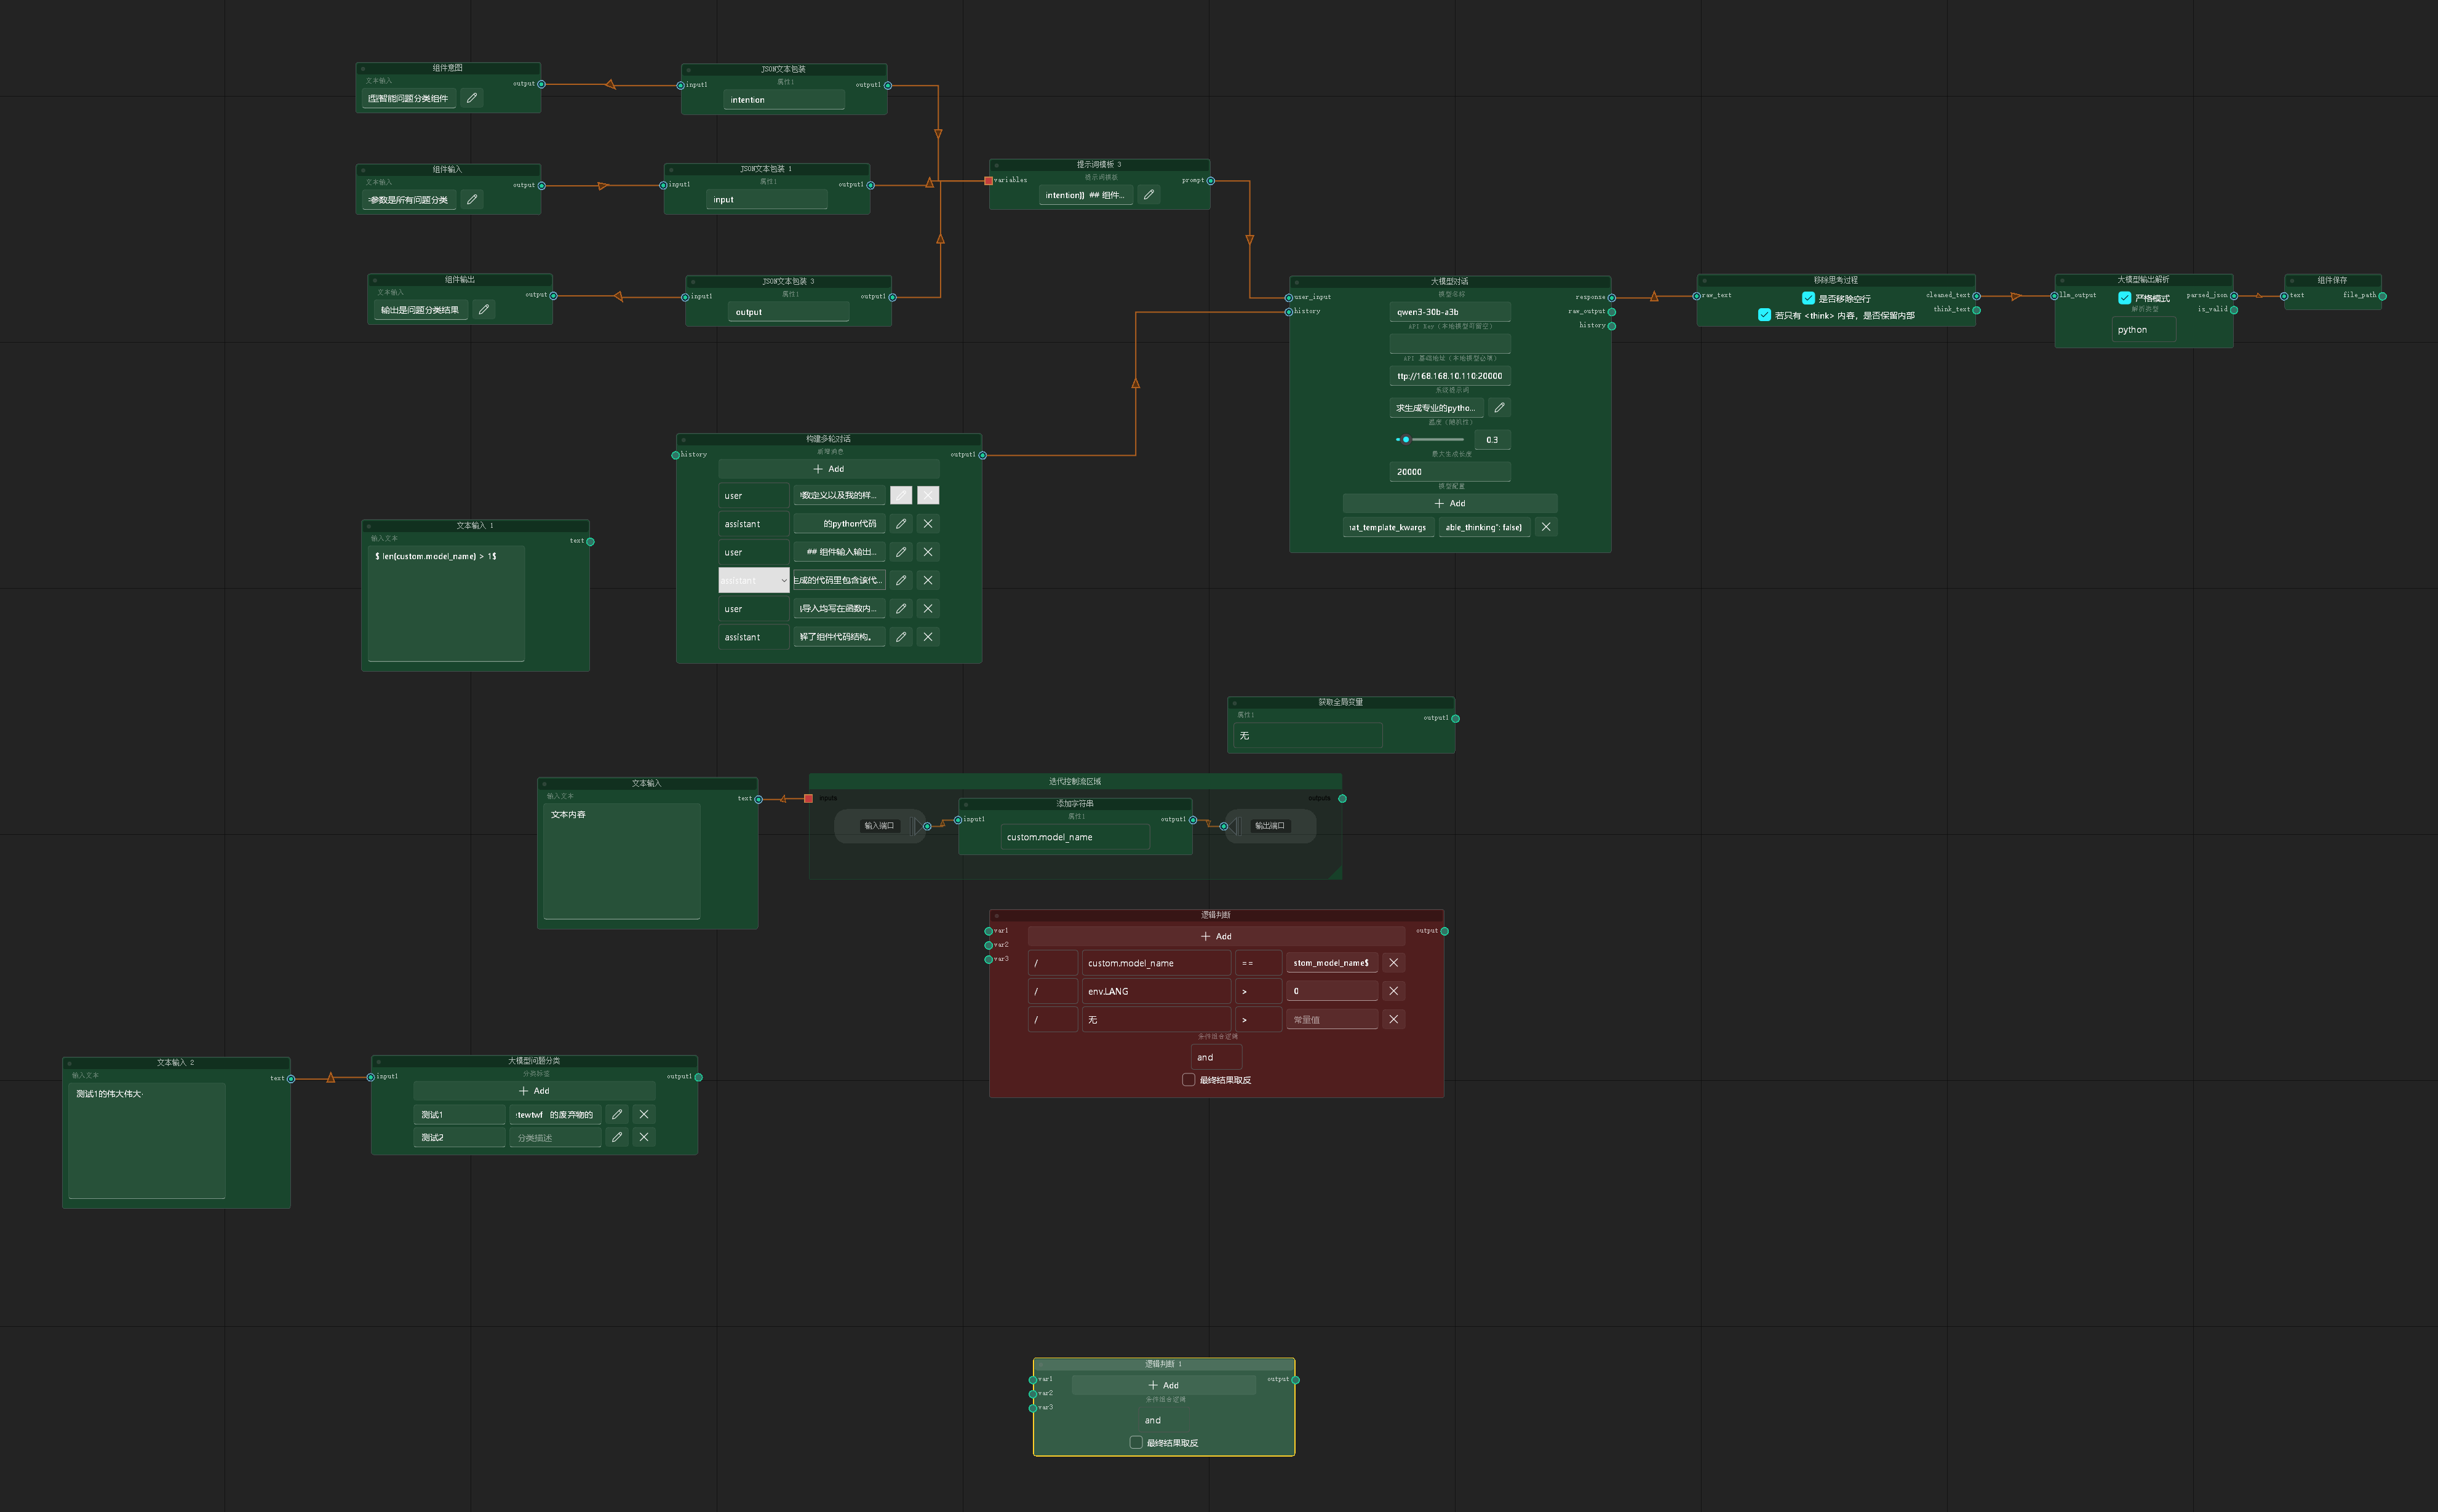 组件意图
文本输入
output
型智能问题分类组件
JSON文本包装
属性1
input1
output1
intention
组件输入
文本输入
output
参数是所有问题分类
JSON文本包装 1
属性1
input1
output1
input
提示词模板 3
提示词模板
variables
prompt
intention}} ## 组件...
组件输出
文本输入
output
输出是问题分类结果
JSON文本包装 3
属性1
input1
output1
output
大模型对话
模型名称
user_input
response
history
raw_output
history
qwen3-30b-a3b
API Key（本地模型可留空）
API 基础地址（本地模型必填）
ttp://168.168.10.110:20000
系统提示词
求生成专业的pytho...
温度（随机性）
0.3
最大生成长度
20000
模型配置
Add
at_template_kwargs
able_thinking": false}
移除思考过程
raw_text
cleaned_text
think_text
是否移除空行
若只有 <think> 内容，是否保留内部
大模型输出解析
llm_output
parsed_json
is_valid
严格模式
解析类型
python
组件保存
text
file_path
构建多轮对话
history
output1
Add
user
数定义以及我的样...
assistant
的python代码
user
## 组件输入输出...
assistant
生成的代码里包含该代...
user
导入均写在函数内...
assistant
解了组件代码结构。
文本输入 1
输入文本
text
$ len(custom.model_name) > 1$
获取全局变量
属性1
output1
无
文本输入
输入文本
text
文本内容
迭代控制流区域
inputs
outputs
输入端口
添加字符串
属性1
input1
output1
custom.model_name
输出端口
逻辑判断
var1
var2
var3
output
Add
/
custom.model_name
==
stom_model_name$
/
env.LANG
>
0
/
无
>
常量值
条件组合逻辑
and
最终结果取反
文本输入 2
输入文本
text
测试1的伟大伟大
大模型问题分类
分类标签
input1
output1
Add
测试1
tewtwf 的废弃物的
测试2
分类描述
逻辑判断 1
var1
var2
var3
output
Add
条件组合逻辑
and
最终结果取反